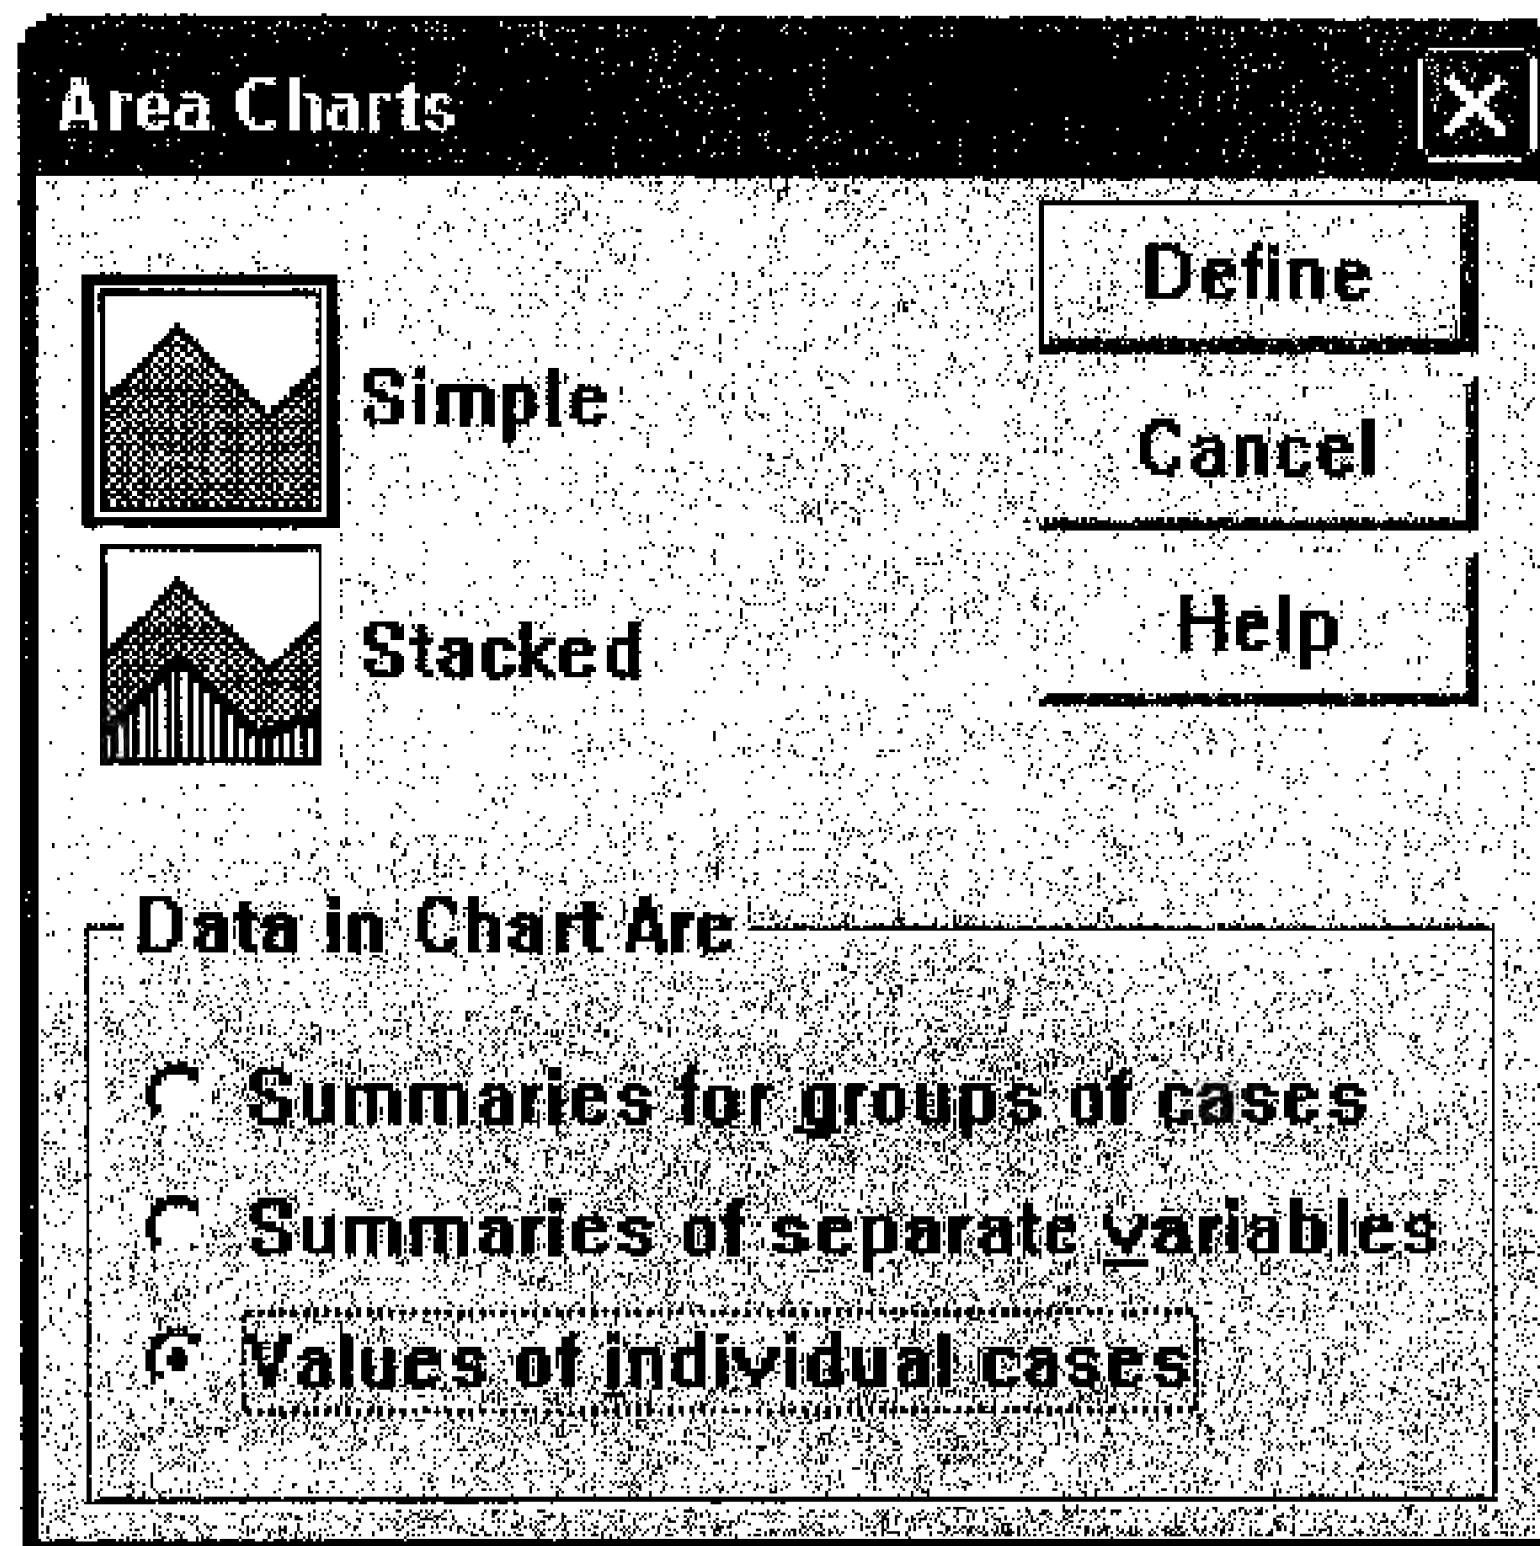 Area Charts
Define
Simple
Cancel
Help
Stacked
Data in Chart Are
Summaries for groups of cases
Summaries of separate variables
Values of individual cases